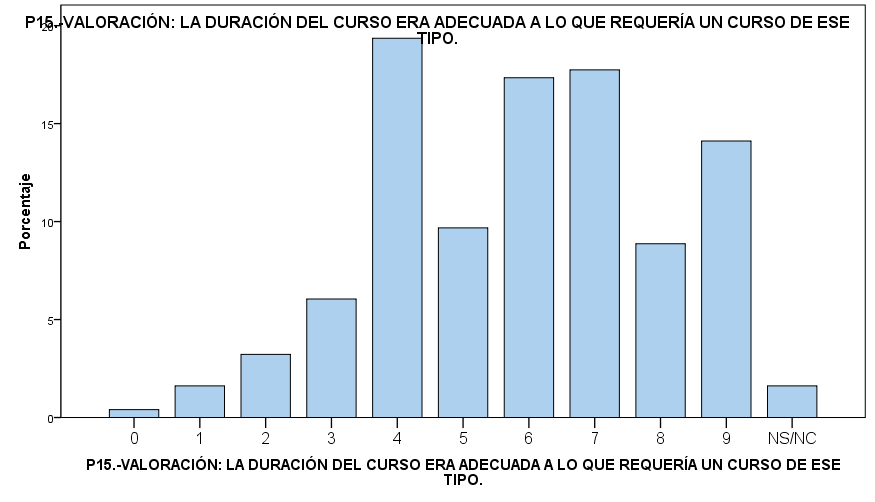 P15.-VALORACIÓN: LA DURACIÓN DEL CURSO ERA ADECUADA A LO QUE REQUERÍA UN CURSO DE ESE
TIPO.
20
15
10
5
0
Porcentaje
0 1 2 3 4 5 6 7 8 9 NS/NC
P15.-VALORACIÓN: LA DURACIÓN DEL CURSO ERA ADECUADA A LO QUE REQUERÍA UN CURSO DE ESE
TIPO.